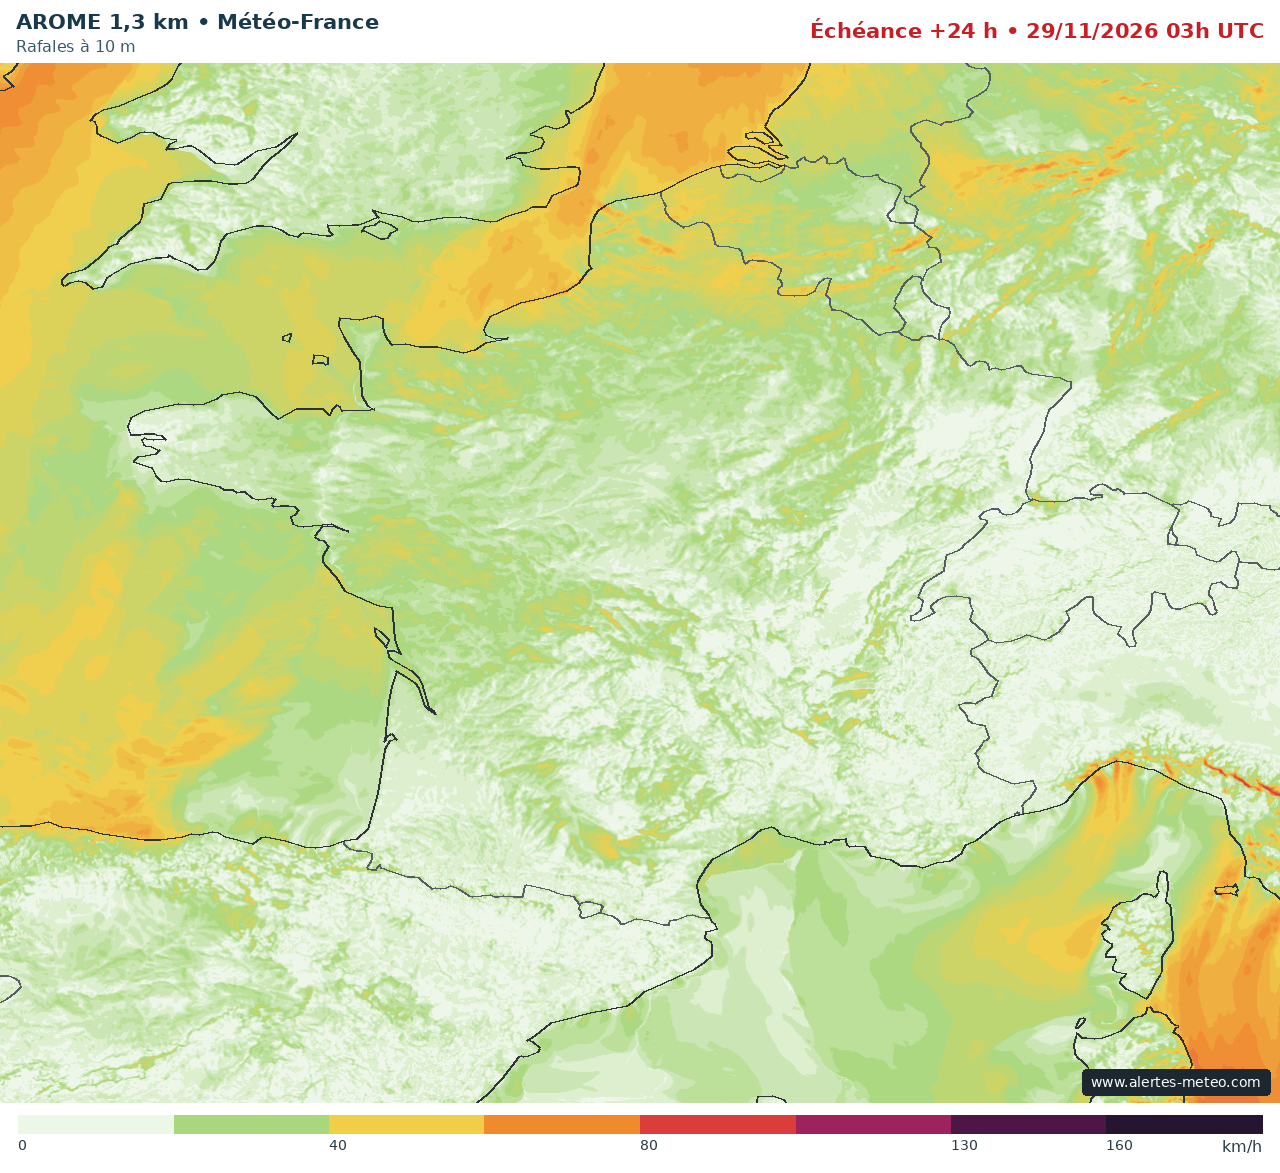 AROME 1,3 km • Météo-France
Rafales à 10 m
Échéance +24 h • 29/11/2026 03h UTC
www.alertes-meteo.com
0 40 80 130 160 km/h